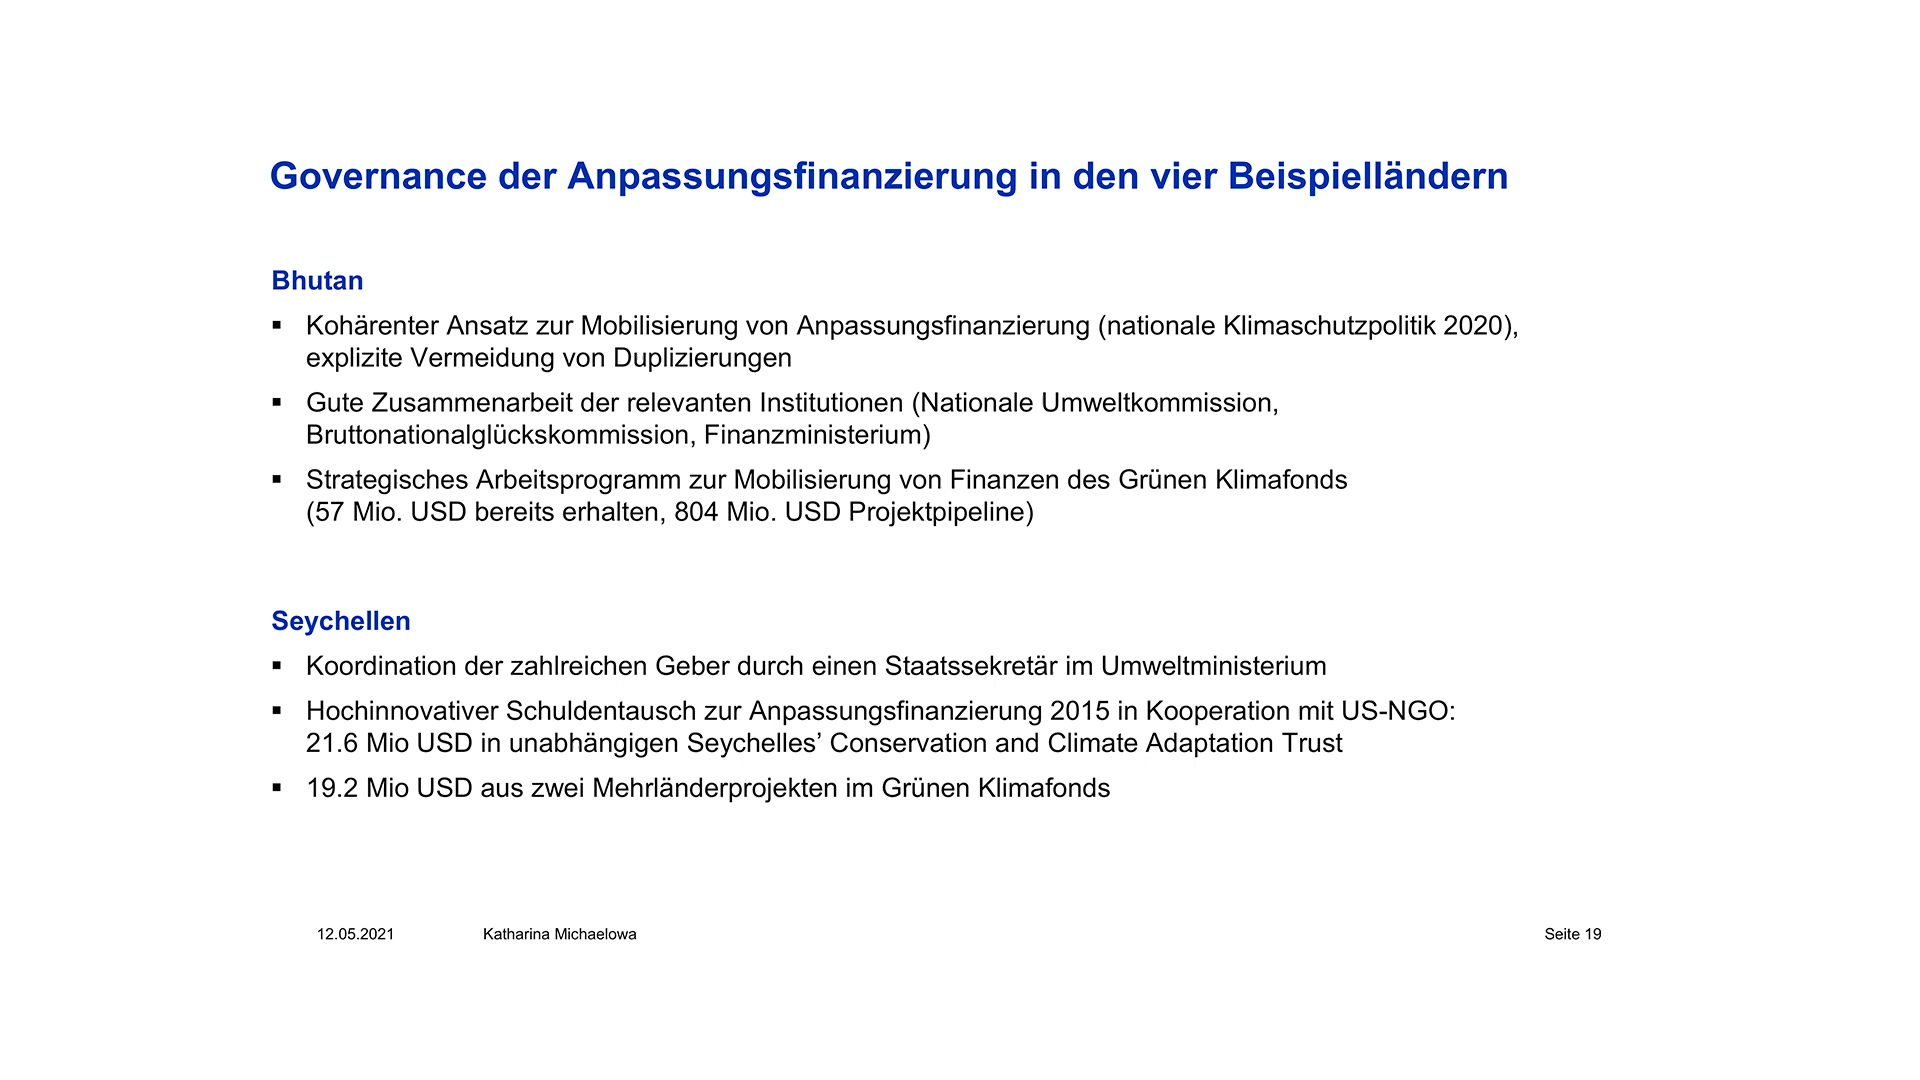 Governance der Anpassungsfinanzierung in den vier Beispielländern
Bhutan
▪ Kohärenter Ansatz zur Mobilisierung von Anpassungsfinanzierung (nationale Klimaschutzpolitik 2020),
explizite Vermeidung von Duplizierungen
▪ Gute Zusammenarbeit der relevanten Institutionen (Nationale Umweltkommission,
Bruttonationalglückskommission, Finanzministerium)
▪ Strategisches Arbeitsprogramm zur Mobilisierung von Finanzen des Grünen Klimafonds
(57 Mio. USD bereits erhalten, 804 Mio. USD Projektpipeline)
Seychellen
▪ Koordination der zahlreichen Geber durch einen Staatssekretär im Umweltministerium
▪ Hochinnovativer Schuldentausch zur Anpassungsfinanzierung 2015 in Kooperation mit US-NGO:
21.6 Mio USD in unabhängigen Seychelles’ Conservation and Climate Adaptation Trust
▪ 19.2 Mio USD aus zwei Mehrländerprojekten im Grünen Klimafonds
12.05.2021 Katharina Michaelowa Seite 19